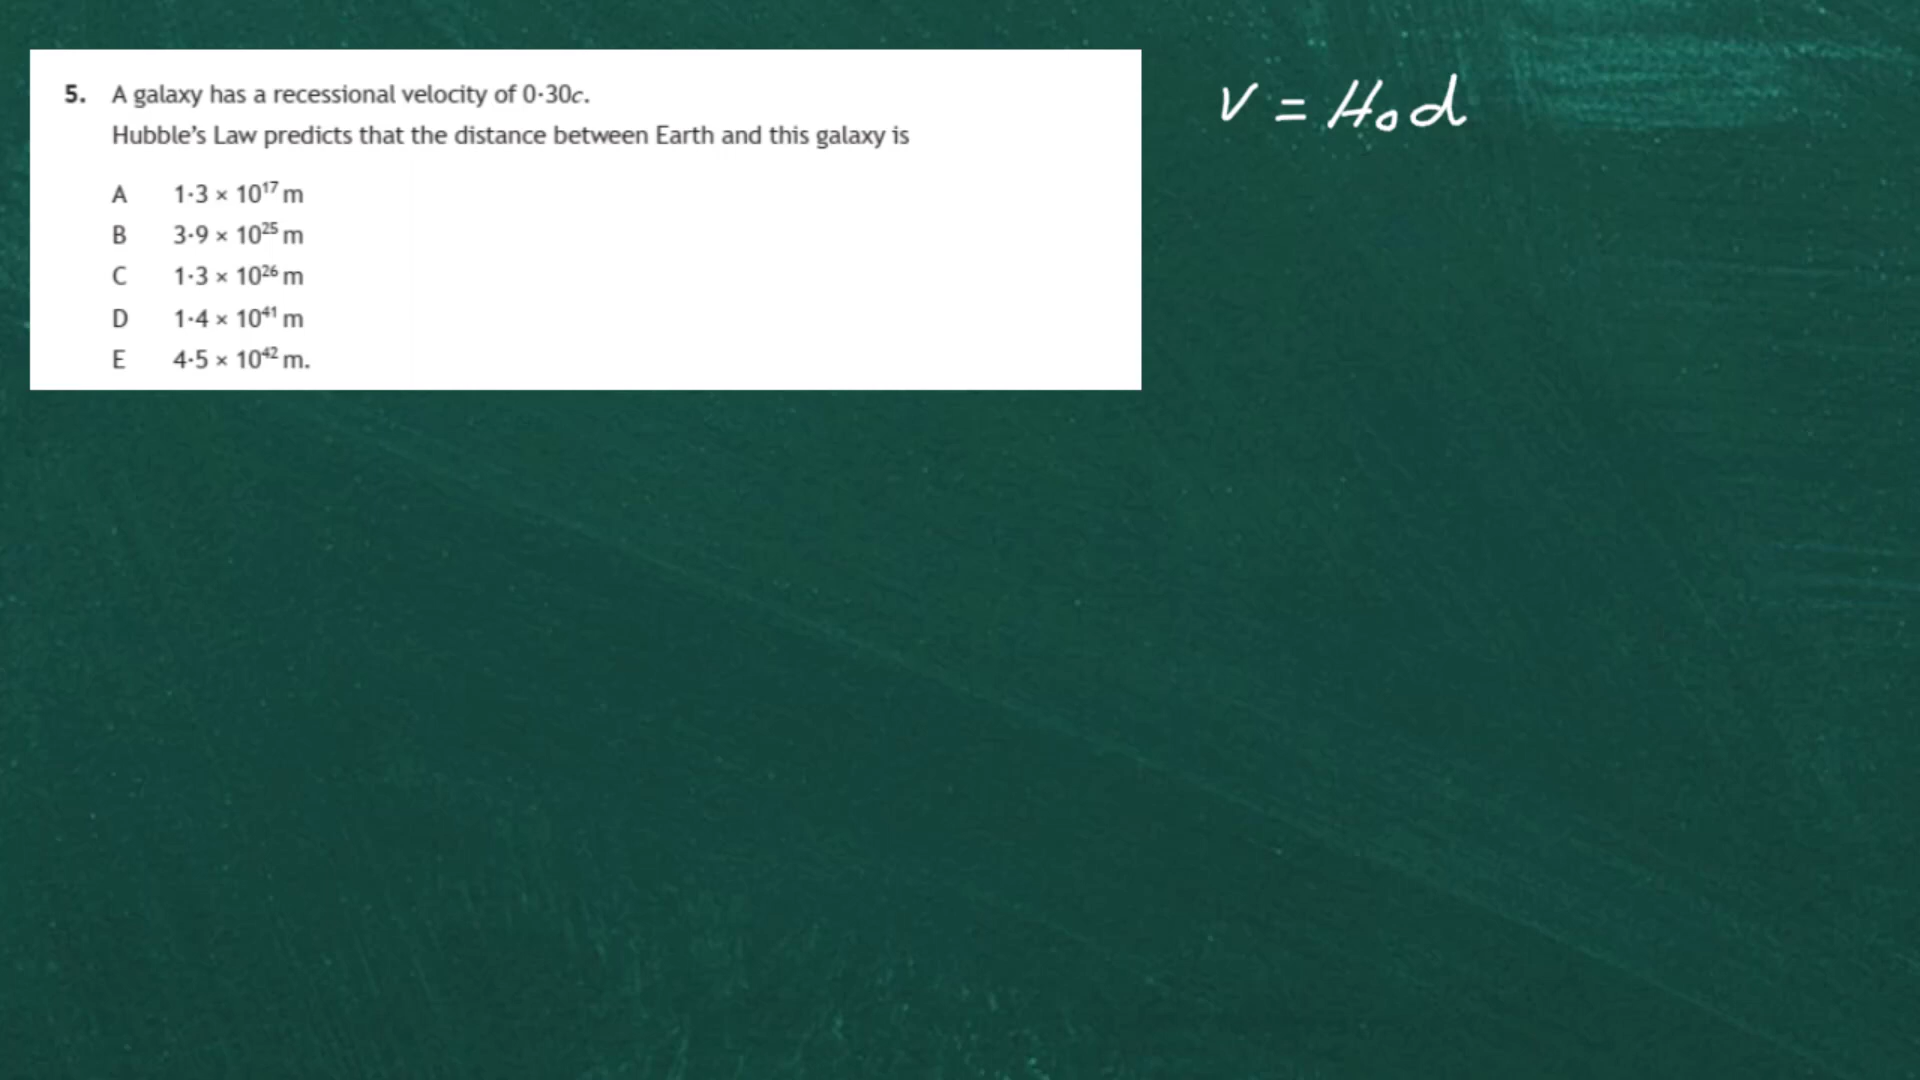 5. A galaxy has a recessional velocity of 0·30c.
Hubble’s Law predicts that the distance between Earth and this galaxy is
A 1·3 × 10¹⁷ m
B 3·9 × 10²⁵ m
C 1·3 × 10²⁶ m
D 1·4 × 10⁴¹ m
E 4·5 × 10⁴² m.
V = H₀d